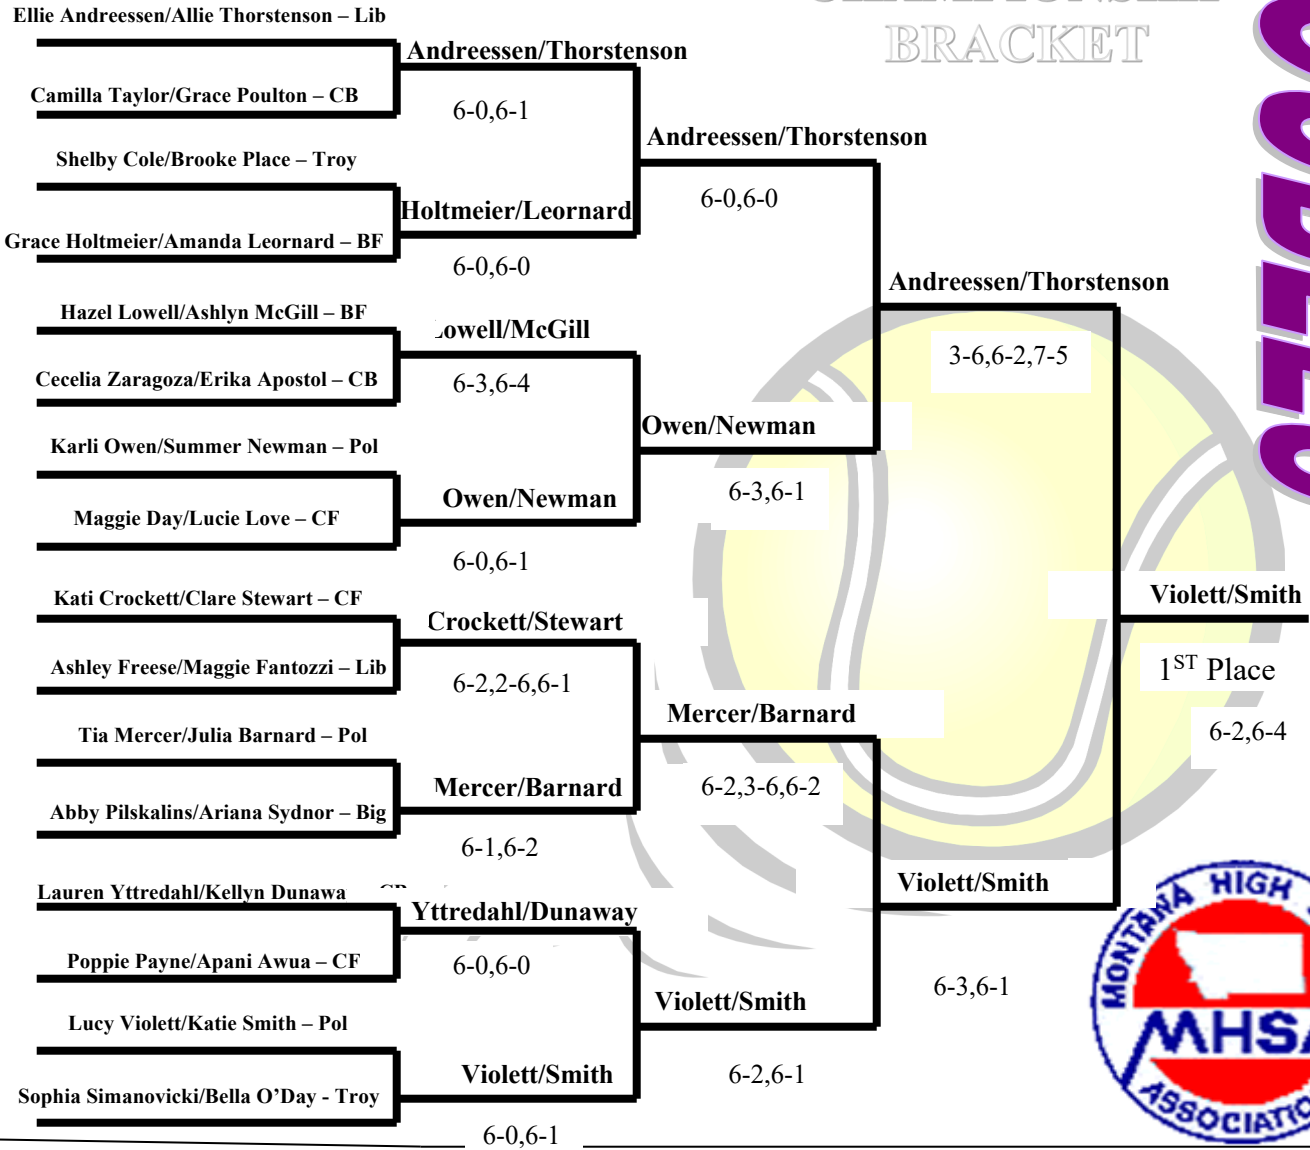 Ellie Andreessen/Allie Thorstenson – Lib
BRACKET
Andreessen/Thorstenson
Camilla Taylor/Grace Poulton – CB
6-0,6-1
Andreessen/Thorstenson
Shelby Cole/Brooke Place – Troy
6-0,6-0
Holtmeier/Leornard
Grace Holtmeier/Amanda Leornard – BF
6-0,6-0
Andreessen/Thorstenson
Hazel Lowell/Ashlyn McGill – BF
Lowell/McGill
3-6,6-2,7-5
Cecelia Zaragoza/Erika Apostol – CB
6-3,6-4
Owen/Newman
Karli Owen/Summer Newman – Pol
6-3,6-1
Owen/Newman
Maggie Day/Lucie Love – CF
6-0,6-1
Kati Crockett/Clare Stewart – CF
Violett/Smith
Crockett/Stewart
Ashley Freese/Maggie Fantozzi – Lib
1ST Place
6-2,2-6,6-1
Mercer/Barnard
Tia Mercer/Julia Barnard – Pol
6-2,6-4
Mercer/Barnard
6-2,3-6,6-2
Abby Pilskalins/Ariana Sydnor – Big
6-1,6-2
Violett/Smith
Lauren Yttredahl/Kellyn Dunawa
Yttredahl/Dunaway
Poppie Payne/Apani Awua – CF
6-0,6-0
6-3,6-1
Violett/Smith
Lucy Violett/Katie Smith – Pol
6-2,6-1
Violett/Smith
Sophia Simanovicki/Bella O’Day - Troy
6-0,6-1
MONTANA HIGH
MHSA
ASSOCIATIO